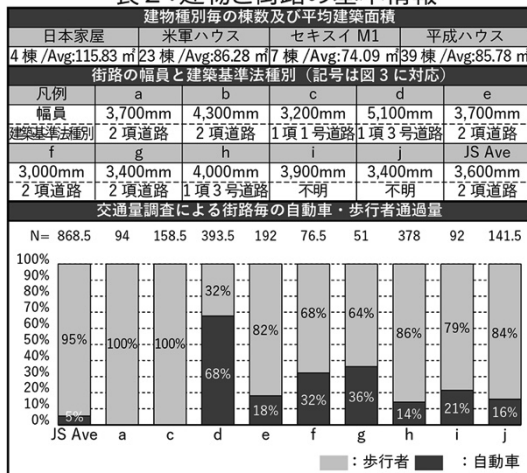 表2：建物と街路の基本情報
建物種別毎の棟数及び平均建築面積
日本家屋 米軍ハウス セキスイ M1 平成ハウス
4 棟 /Avg:115.83 ㎡ 23 棟 /Avg:86.28 ㎡ 7 棟 /Avg:74.09 ㎡ 39 棟 /Avg:85.78 ㎡
街路の幅員と建築基準法種別（記号は図 3 に対応）
凡例 a b c d e
幅員 3,700mm 4,300mm 3,200mm 5,100mm 3,700mm
建築基準法種別 2 項道路 2 項道路 1 項 1 号道路 1 項 3 号道路 2 項道路
f g h i j JS Ave
3,000mm 3,400mm 4,000mm 3,900mm 3,400mm 3,600mm
2 項道路 2 項道路 1 項 3 号道路 不明 不明 2 項道路
交通量調査による街路毎の自動車・歩行者通過量
N= 868.5 94 158.5 393.5 192 76.5 51 378 92 141.5
100%
90%
80%
70%
60%
50%
40%
30%
20%
10%
0%
95% 100% 100% 32% 82% 68% 64% 86% 79% 84%
5% 68% 18% 32% 36% 14% 21% 16%
JS Ave a c d e f g h i j
：歩行者 ：自動車